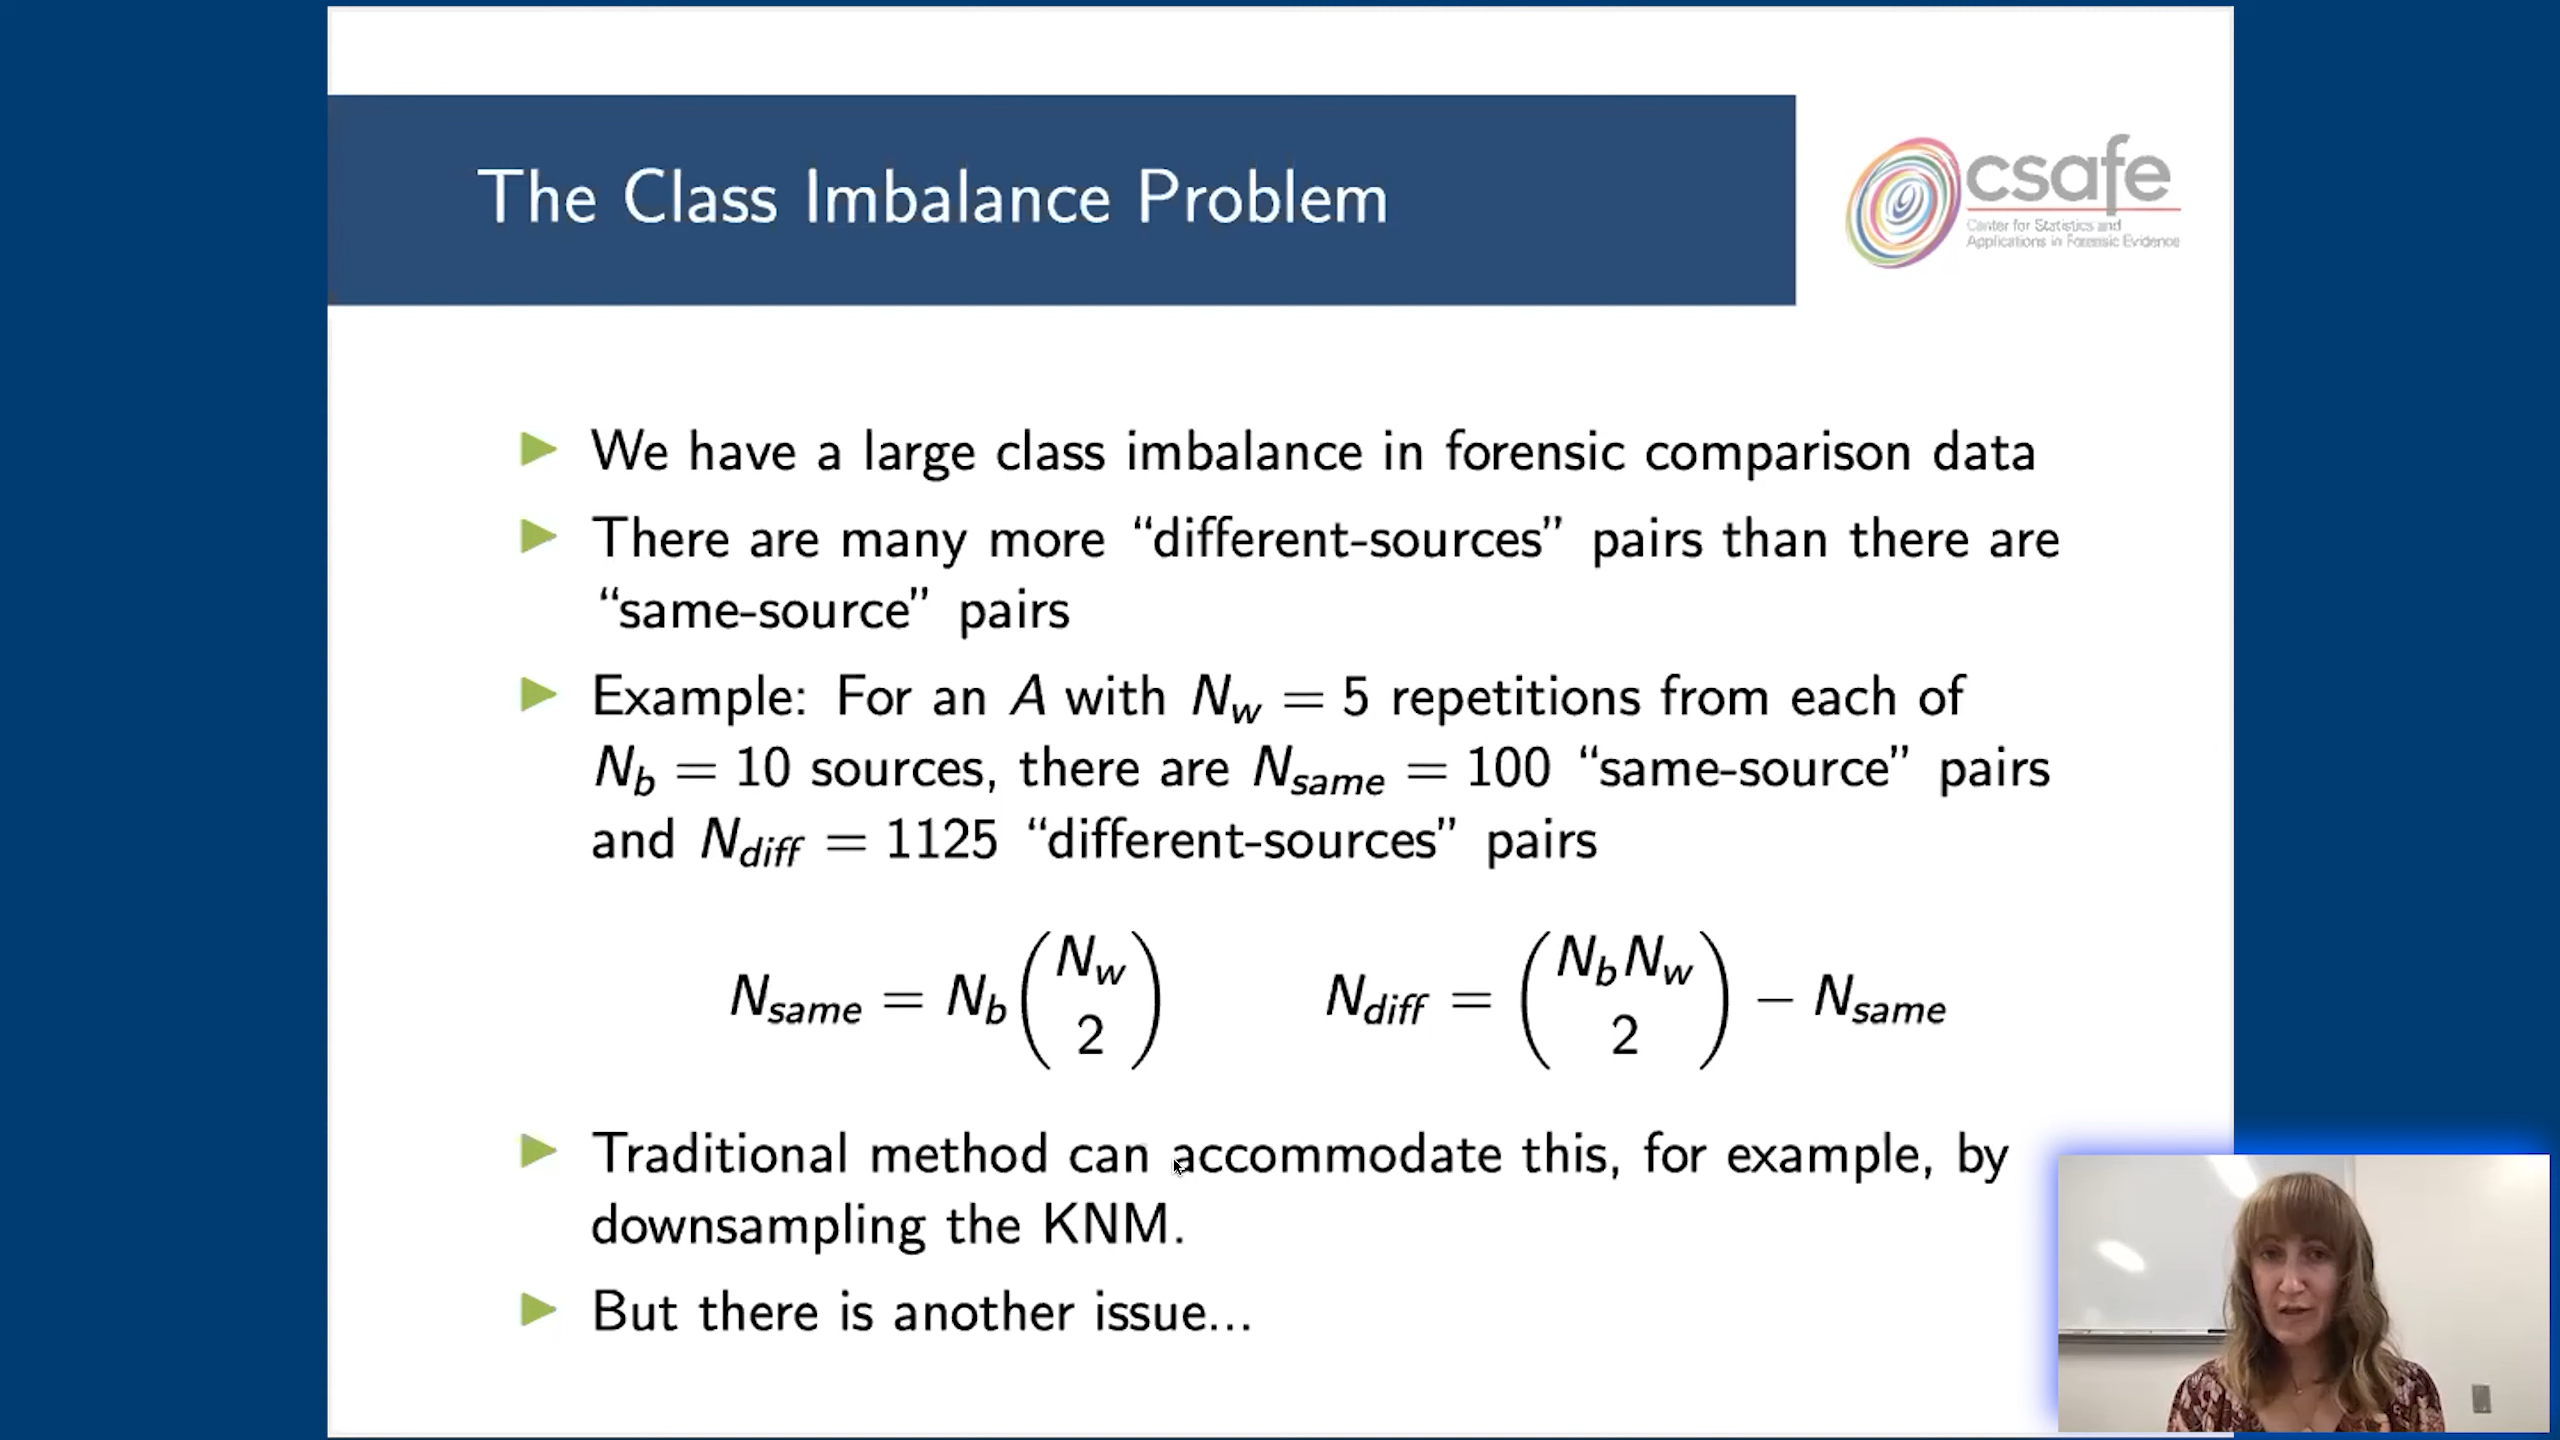 The Class Imbalance Problem
csafe
Center for Statistics and
Applications in Forensic Evidence
▶ We have a large class imbalance in forensic comparison data
▶ There are many more “different-sources” pairs than there are
“same-source” pairs
▶ Example: For an A with N_w = 5 repetitions from each of
N_b = 10 sources, there are N_same = 100 “same-source” pairs
and N_diff = 1125 “different-sources” pairs
N_same = N_b (N_w 2) N_diff = (N_b N_w 2) − N_same
▶ Traditional method can accommodate this, for example, by
downsampling the KNM.
▶ But there is another issue...